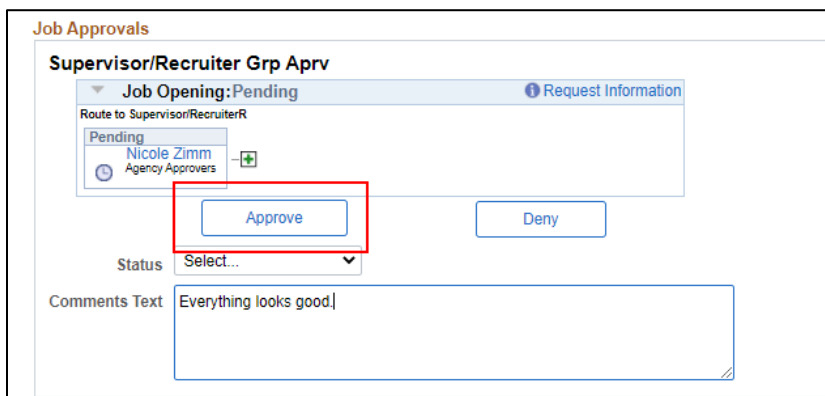 Job Approvals
Supervisor/Recruiter Grp Aprv
Job Opening:Pending
Request Information
Route to Supervisor/RecruiterR
Pending
Nicole Zimm
Agency Approvers
Approve
Deny
Status
Select...
Comments Text
Everything looks good.